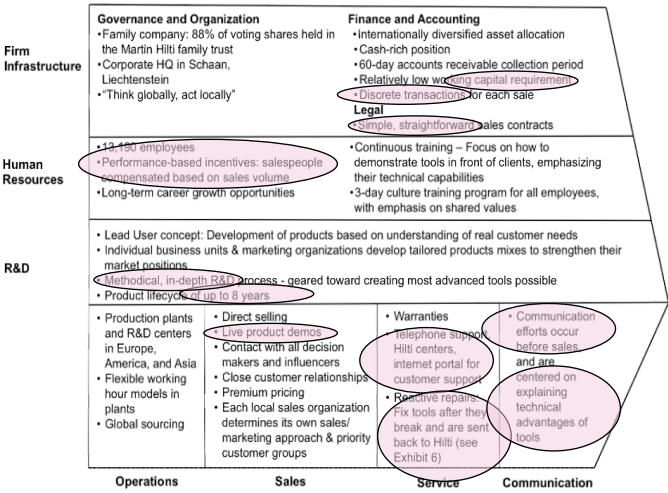 Firm
Infrastructure
Governance and Organization
•Family company: 88% of voting shares held in
the Martin Hilti family trust
•Corporate HQ in Schaan,
Liechtenstein
•"Think globally, act locally"
Finance and Accounting
•Internationally diversified asset allocation
•Cash-rich position
•60-day accounts receivable collection period
•Relatively low working capital requirement
•Discrete transactions for each sale
Legal
•Simple, straightforward sales contracts
Human
Resources
•13,190 employees
•Performance-based incentives: salespeople
compensated based on sales volume
•Long-term career growth opportunities
•Continuous training – Focus on how to
demonstrate tools in front of clients, emphasizing
their technical capabilities
•3-day culture training program for all employees,
with emphasis on shared values
R&D
• Lead User concept: Development of products based on understanding of real customer needs
• Individual business units & marketing organizations develop tailored products mixes to strengthen their
market positions
•Methodical, in-depth R&D process - geared toward creating most advanced tools possible
• Product lifecycle of up to 8 years
• Production plants
and R&D centers
in Europe,
America, and Asia
• Flexible working
hour models in
plants
• Global sourcing
• Direct selling
• Live product demos
• Contact with all decision
makers and influencers
• Close customer relationships
• Premium pricing
• Each local sales organization
determines its own sales/
marketing approach & priority
customer groups
• Warranties
• Telephone support,
Hilti centers,
internet portal for
customer support
• Reactive repairs:
Fix tools after they
break and are sent
back to Hilti (see
Exhibit 6)
• Communication
efforts occur
before sales,
and are
centered on
explaining
technical
advantages of
tools
Operations
Sales
Service
Communication